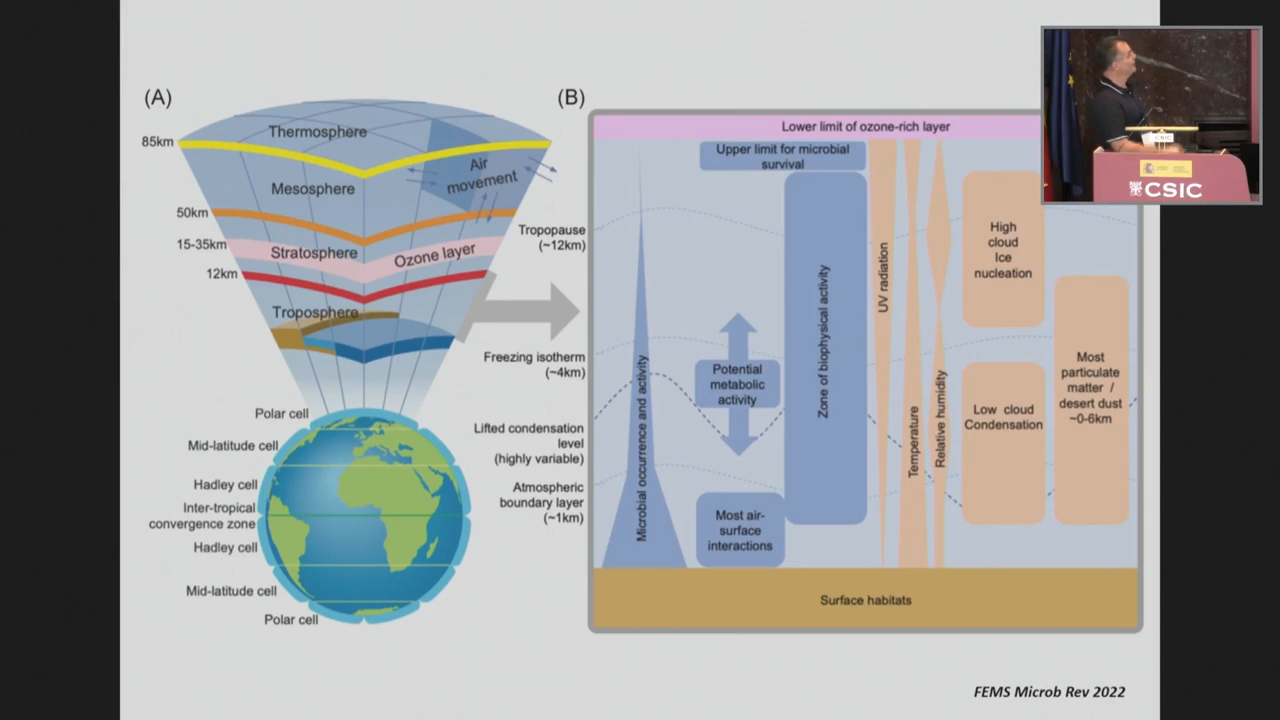 (A)
Thermosphere
85km
Air
movement
Mesosphere
50km
15-35km
Stratosphere
Ozone layer
12km
Troposphere
Polar cell
Mid-latitude cell
Hadley cell
Inter-tropical
convergence zone
Hadley cell
Mid-latitude cell
Polar cell
(B)
Lower limit of ozone-rich layer
Upper limit for microbial
survival
Tropopause
(~12km)
Freezing isotherm
(~4km)
Lifted condensation
level
(highly variable)
Atmospheric
boundary layer
(~1km)
Microbial occurrence and activity
Potential
metabolic
activity
Most air-
surface
interactions
Zone of biophysical activity
UV radiation
Temperature
Relative humidity
High
cloud
Ice
nucleation
Low cloud
Condensation
Most
particulate
matter /
desert dust
~0-6km
Surface habitats
FEMS Microb Rev 2022
CSIC
CSIC